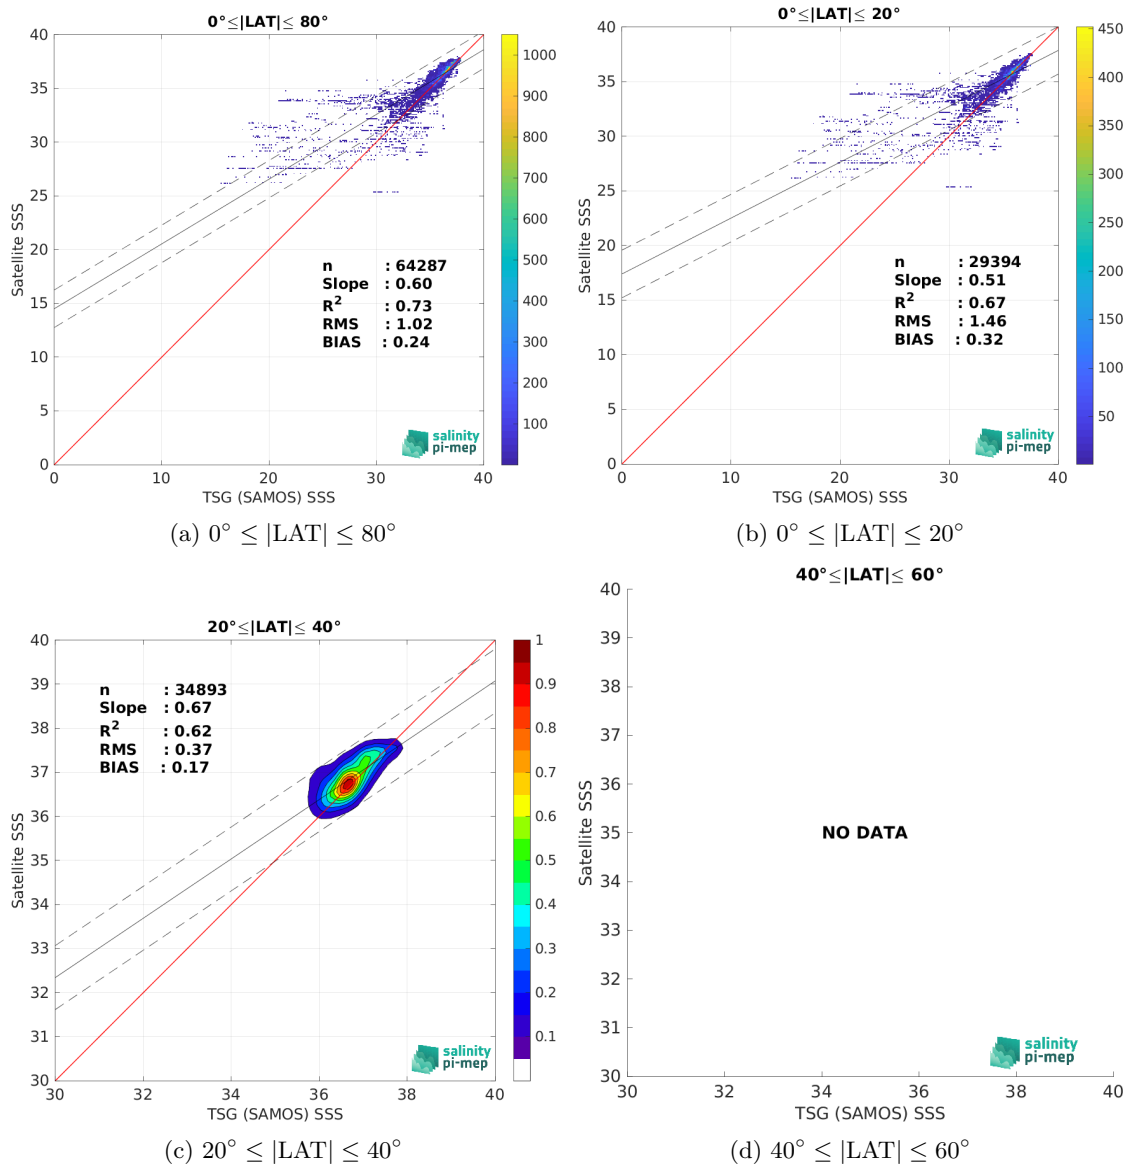 0°≤|LAT|≤ 80°
40
35
30
25
20
15
10
5
0
0
10
20
30
40
Satellite SSS
TSG (SAMOS) SSS
n : 64287
Slope : 0.60
R² : 0.73
RMS : 1.02
BIAS : 0.24
1000
900
800
700
600
500
400
300
200
100
salinity
pi-mep
(a) 0° ≤ |LAT| ≤ 80°
0°≤|LAT|≤ 20°
40
35
30
25
20
15
10
5
0
0
10
20
30
40
Satellite SSS
TSG (SAMOS) SSS
n : 29394
Slope : 0.51
R² : 0.67
RMS : 1.46
BIAS : 0.32
450
400
350
300
250
200
150
100
50
salinity
pi-mep
(b) 0° ≤ |LAT| ≤ 20°
20°≤|LAT|≤ 40°
40
39
38
37
36
35
34
33
32
31
30
30
32
34
36
38
40
Satellite SSS
TSG (SAMOS) SSS
n : 34893
Slope : 0.67
R² : 0.62
RMS : 0.37
BIAS : 0.17
1
0.9
0.8
0.7
0.6
0.5
0.4
0.3
0.2
0.1
salinity
pi-mep
(c) 20° ≤ |LAT| ≤ 40°
40°≤|LAT|≤ 60°
40
39
38
37
36
35
34
33
32
31
30
30
32
34
36
38
40
Satellite SSS
TSG (SAMOS) SSS
NO DATA
salinity
pi-mep
(d) 40° ≤ |LAT| ≤ 60°